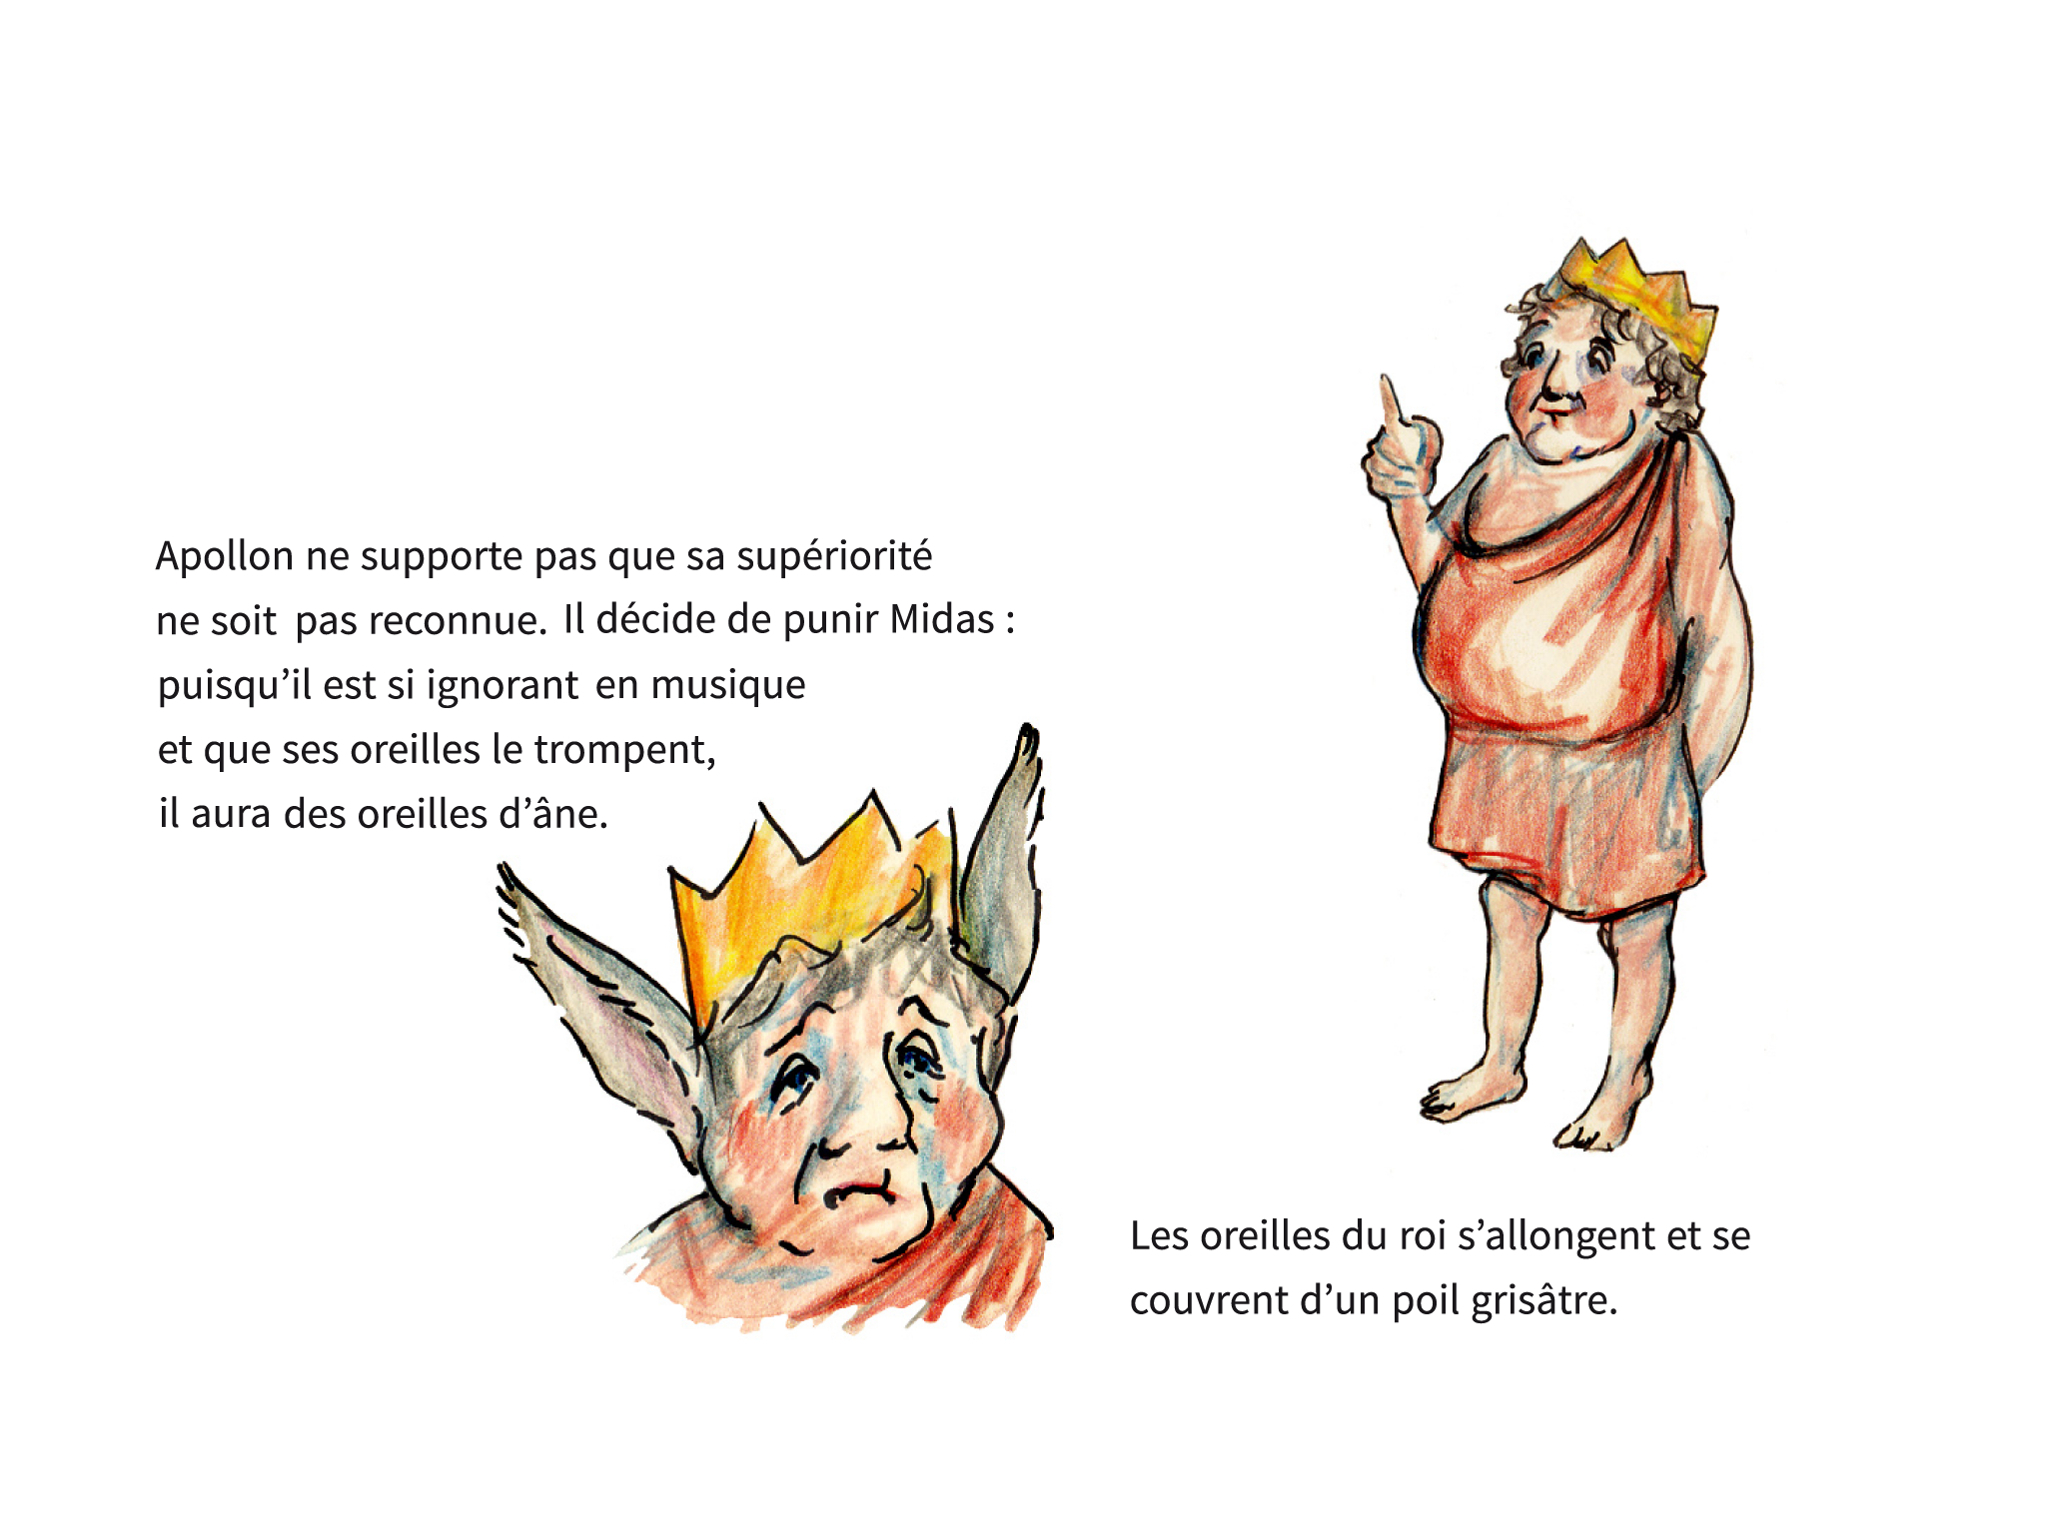 Apollon ne supporte pas que sa supériorité
ne soit pas reconnue. Il décide de punir Midas :
puisqu’il est si ignorant en musique
et que ses oreilles le trompent,
il aura des oreilles d’âne.
Les oreilles du roi s’allongent et se
couvrent d’un poil grisâtre.